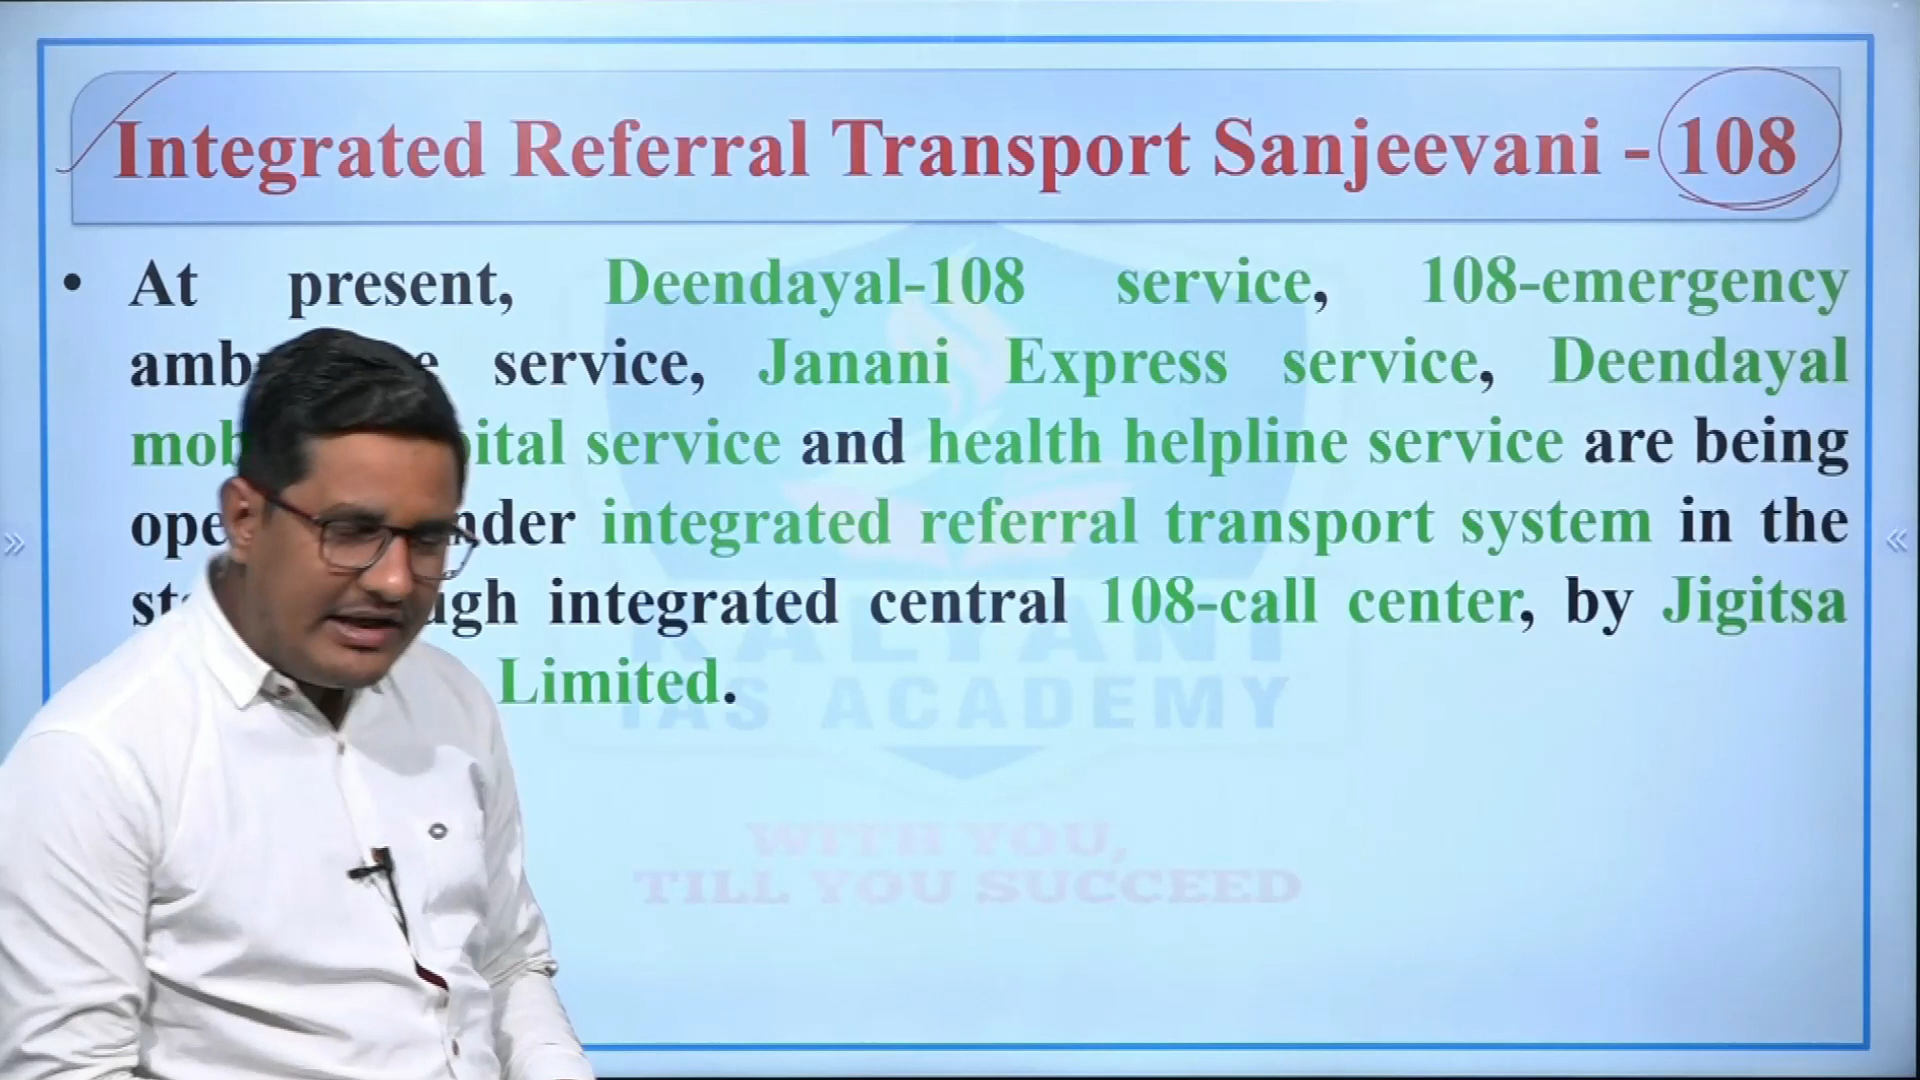 Integrated Referral Transport Sanjeevani - 108
• At present, Deendayal-108 service, 108-emergency
service, Janani Express service, Deendayal
service and health helpline service are being
integrated referral transport system in the
integrated central 108-call center, by Jigitsa
Limited.
KALYANI
IAS ACADEMY
WITH YOU,
TILL YOU SUCCEED